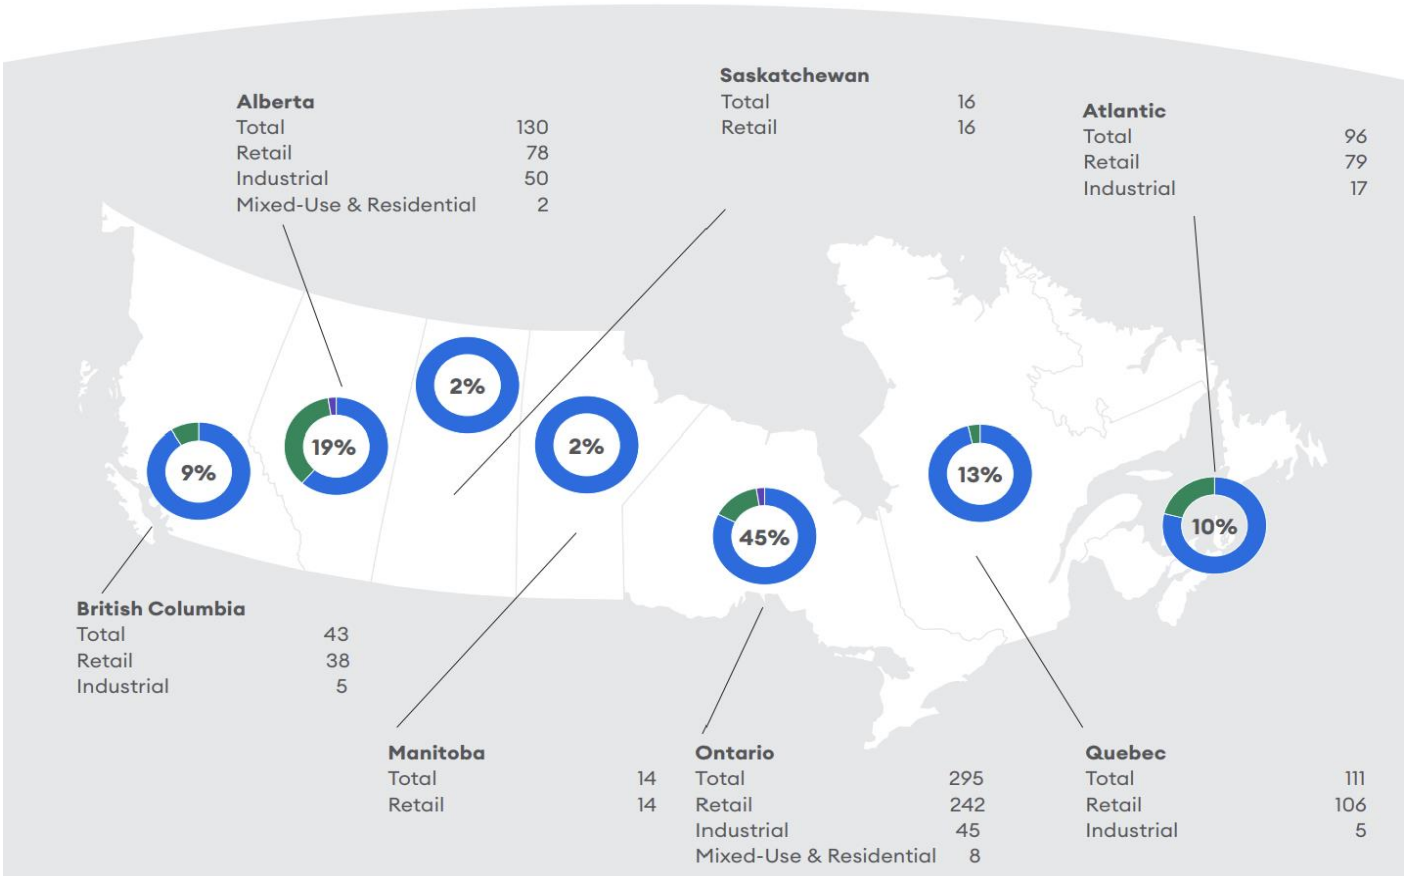 Alberta
Total 130
Retail 78
Industrial 50
Mixed-Use & Residential 2
Saskatchewan
Total 16
Retail 16
Atlantic
Total 96
Retail 79
Industrial 17
9%
19%
2%
2%
45%
13%
10%
British Columbia
Total 43
Retail 38
Industrial 5
Manitoba
Total 14
Retail 14
Ontario
Total 295
Retail 242
Industrial 45
Mixed-Use & Residential 8
Quebec
Total 111
Retail 106
Industrial 5